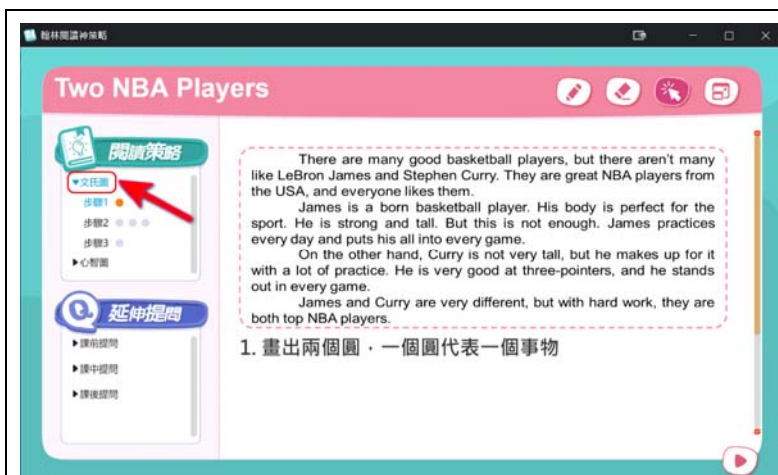 翰林閱讀神策略
Two NBA Players
閱讀策略
▼文氏圖
步驟1
步驟2
步驟3
▶心智圖
Q
延伸提問
▶課前提問
▶課中提問
▶課後提問
There are many good basketball players, but there aren't many
like LeBron James and Stephen Curry. They are great NBA players from
the USA, and everyone likes them.
James is a born basketball player. His body is perfect for the
sport. He is strong and tall. But this is not enough. James practices
every day and puts his all into every game.
On the other hand, Curry is not very tall, but he makes up for it
with a lot of practice. He is very good at three-pointers, and he stands
out in every game.
James and Curry are very different, but with hard work, they are
both top NBA players.
1. 畫出兩個圓，一個圓代表一個事物